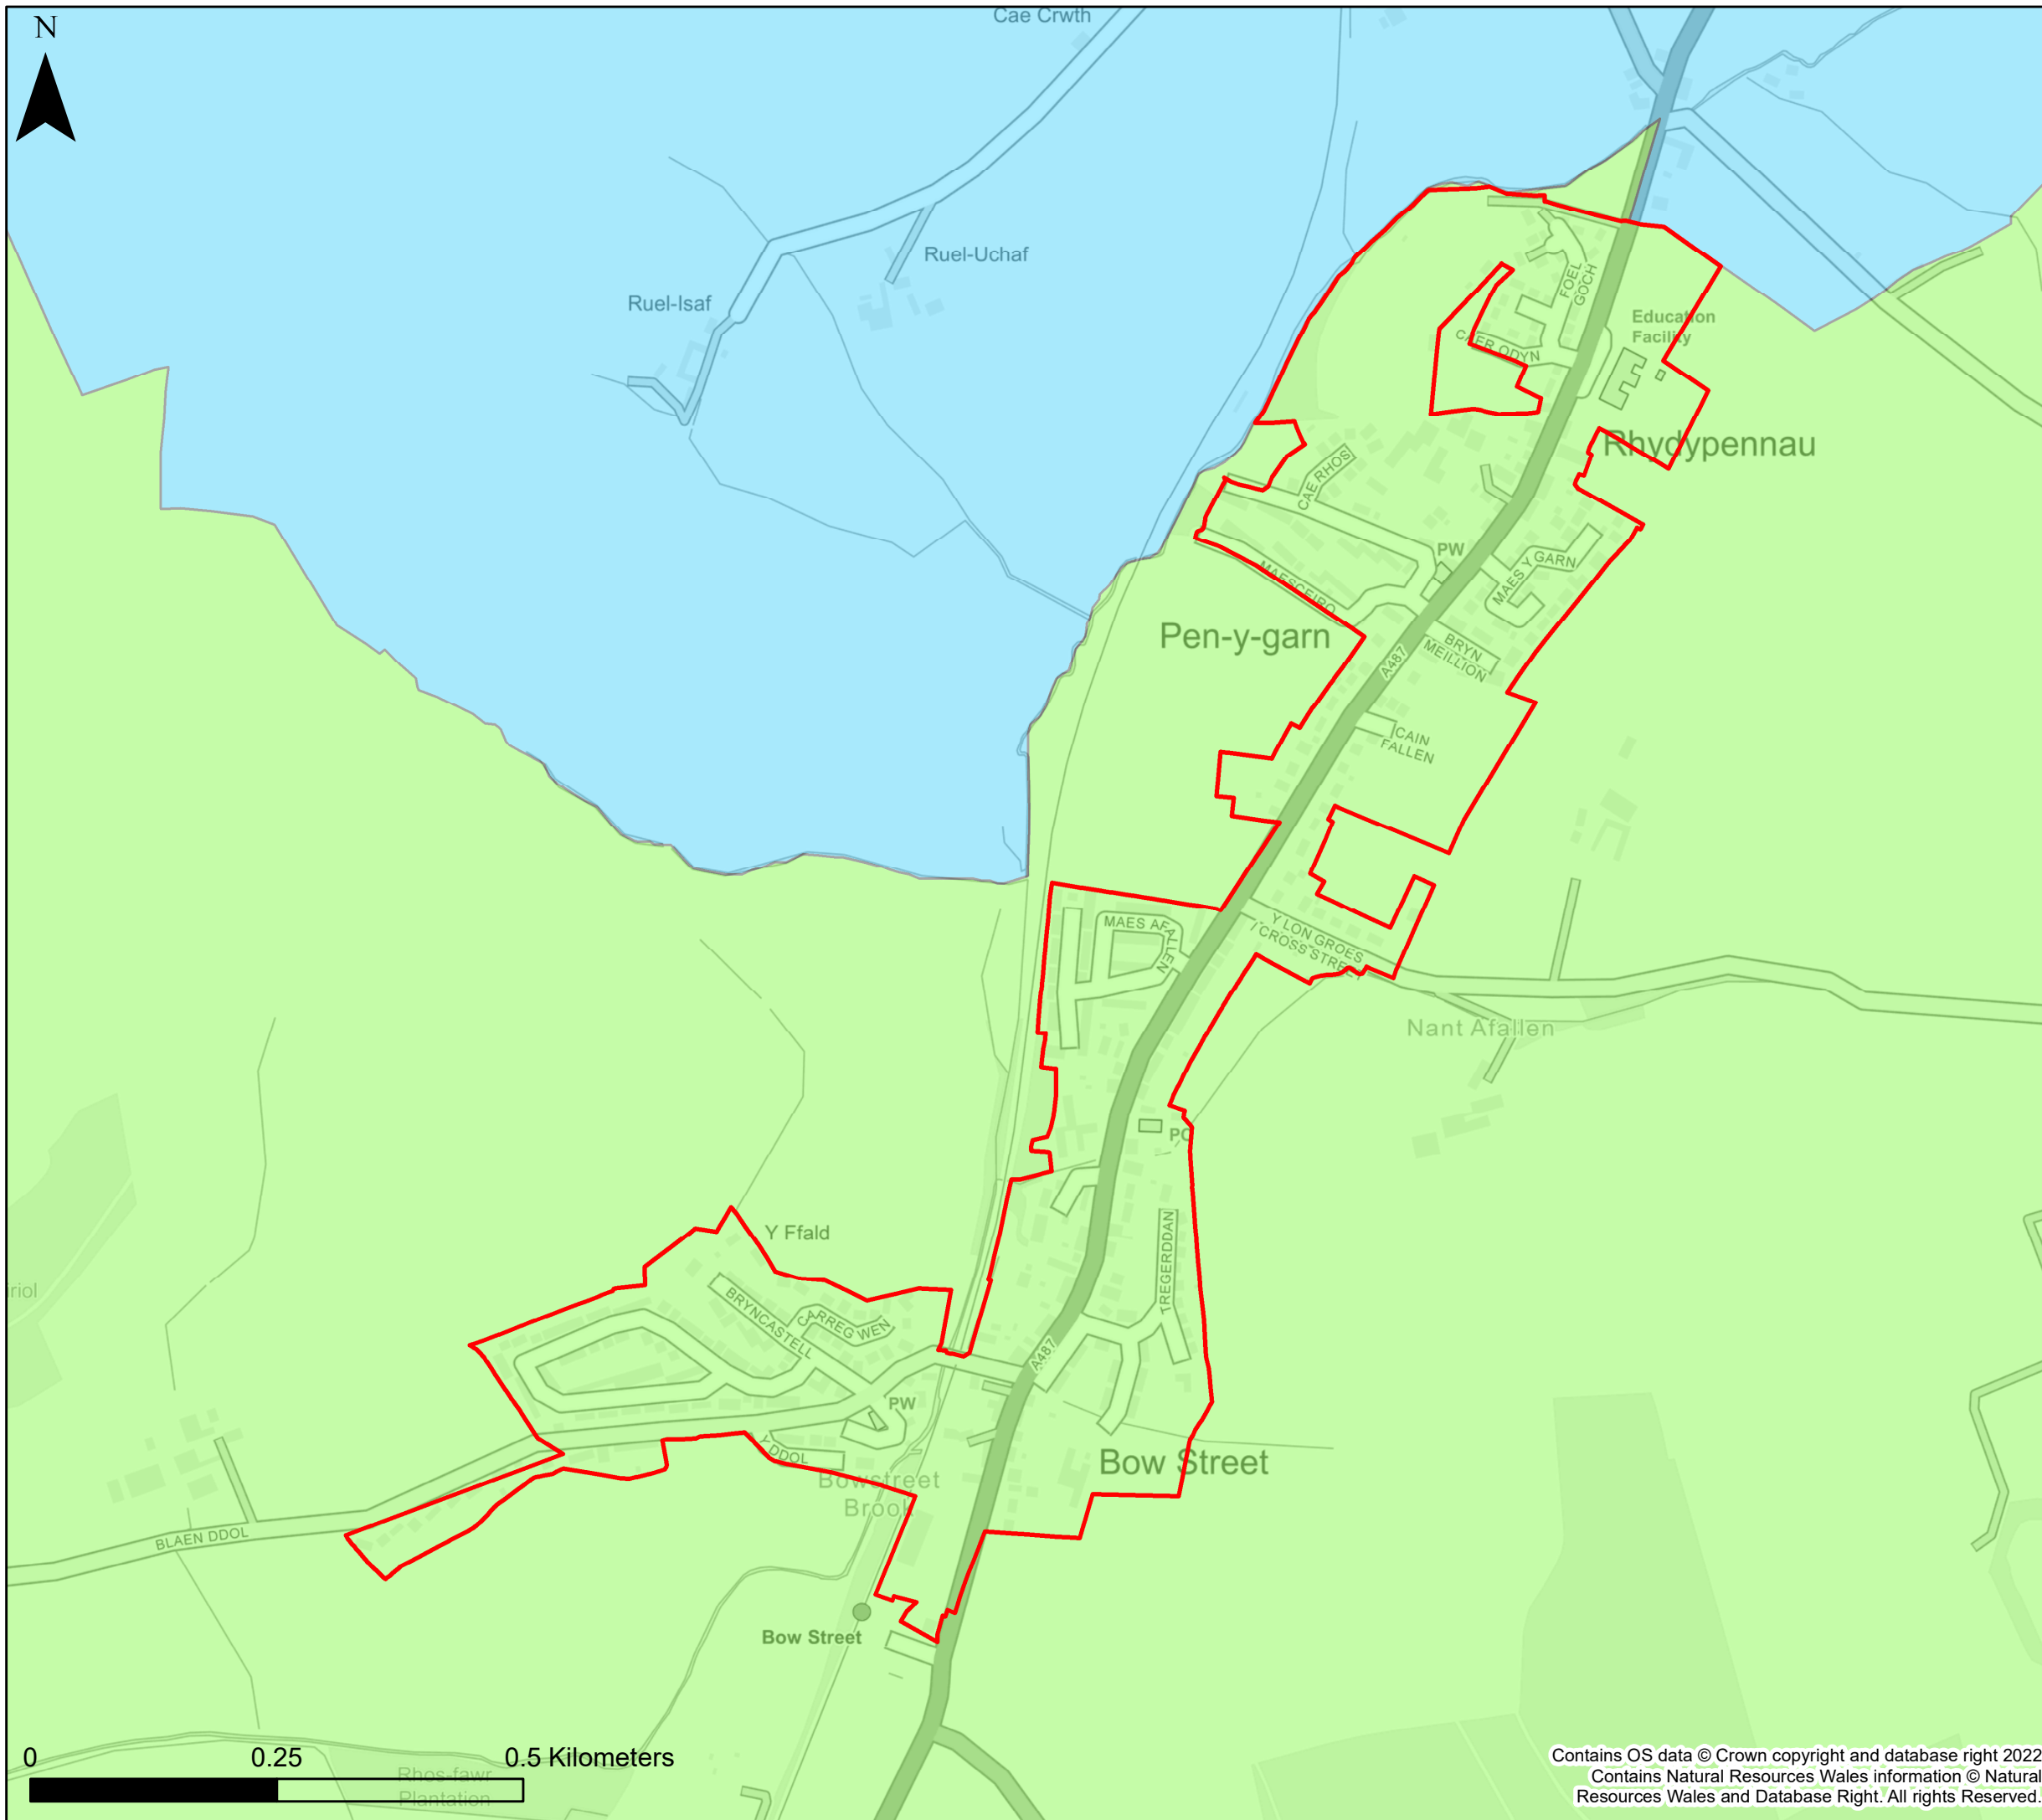 Cae Crwth
N
Ruel-Uchaf
Ruel-Isaf
FOEL
GOCH
Education
Facility
CAER ODYN
Rhydypennau
CAE RHOS
PW
MAES Y GARN
MAESCEIRO
Pen-y-garn
BRYN
MEILLION
A487
CAIN
FALLEN
MAES AFALLEN
Y LON GROES
/ CROSS STREET
Nant Afallen
PO
TREGERDDAN
Y Ffald
iriol
BRYNCASTELL
CARREG WEN
A487
PW
Y DDOL
Bow Street
Bowstreet
Brook
BLAEN DDOL
Bow Street
0 0.25 0.5 Kilometers
Rhos-fawr
Plantation
Contains OS data © Crown copyright and database right 2022
Contains Natural Resources Wales information © Natural
Resources Wales and Database Right. All rights Reserved.